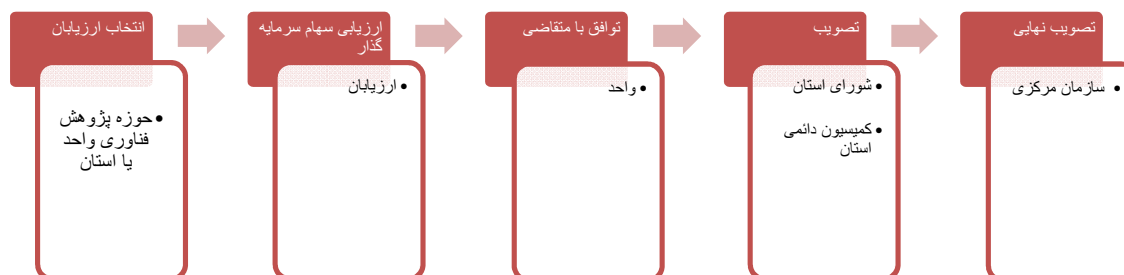 انتخاب ارزیابان
حوزه پژوهش
فناوری واحد
یا استان
ارزیابی سهام سرمایه
گذار
ارزیابان
توافق با متقاضی
واحد
تصویب
شورای استان
کمیسیون دائمی
استان
تصویب نهایی
سازمان مرکزی